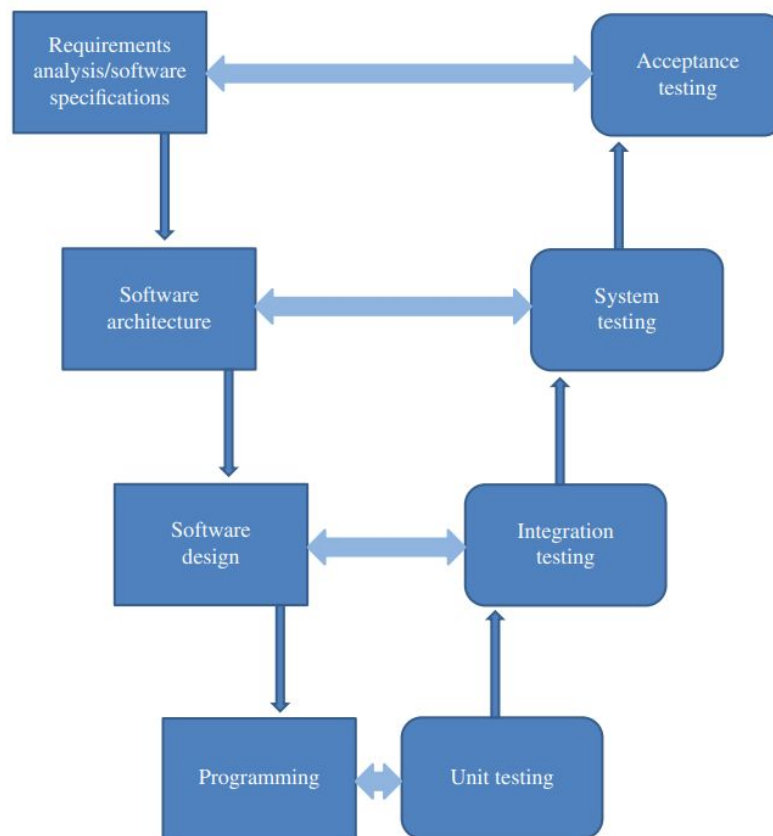 Requirements
analysis/software
specifications
Acceptance
testing
Software
architecture
System
testing
Software
design
Integration
testing
Programming
Unit testing